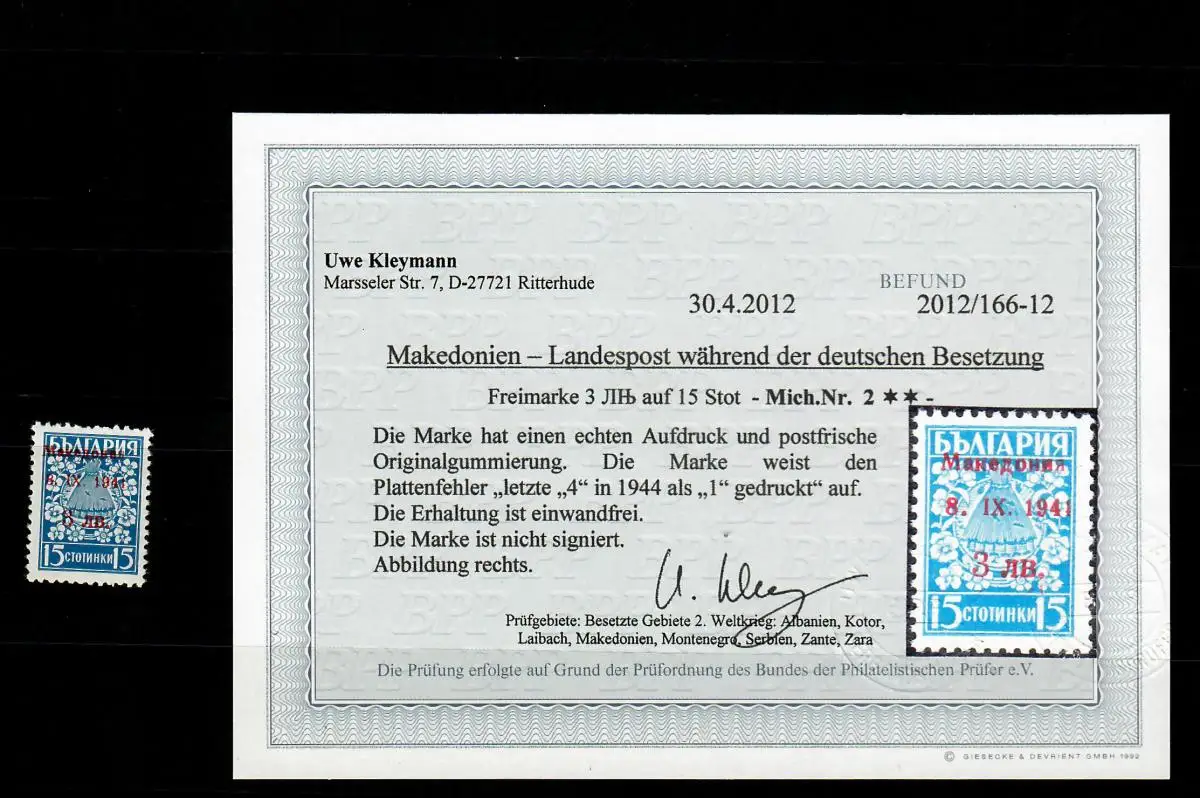 БЪЛГАРИЯ
Македония
8. IX. 1941
3 лв.
15 СТОТИНКИ 15
Uwe Kleymann
Marsseler Str. 7, D-27721 Ritterhude
BEFUND
30.4.2012
2012/166-12
Makedonien – Landespost während der deutschen Besetzung
Freimarke 3 ЛЊ auf 15 Stot - Mich.Nr. 2 ✶✶ -
Die Marke hat einen echten Aufdruck und postfrische
Originalgummierung. Die Marke weist den
Plattenfehler „letzte „4“ in 1944 als „1“ gedruckt“ auf.
Die Erhaltung ist einwandfrei.
Die Marke ist nicht signiert.
Abbildung rechts.
БЪЛГАРИЯ
Македония
8. IX. 1941
3 лв.
15 СТОТИНКИ 15
U. Kley
Prüfgebiete: Besetzte Gebiete 2. Weltkrieg: Albanien, Kotor,
Laibach, Makedonien, Montenegro, Serbien, Zante, Zara
Die Prüfung erfolgte auf Grund der Prüfordnung des Bundes der Philatelistischen Prüfer e.V.
© GIESECKE & DEVRIENT GMBH 1992